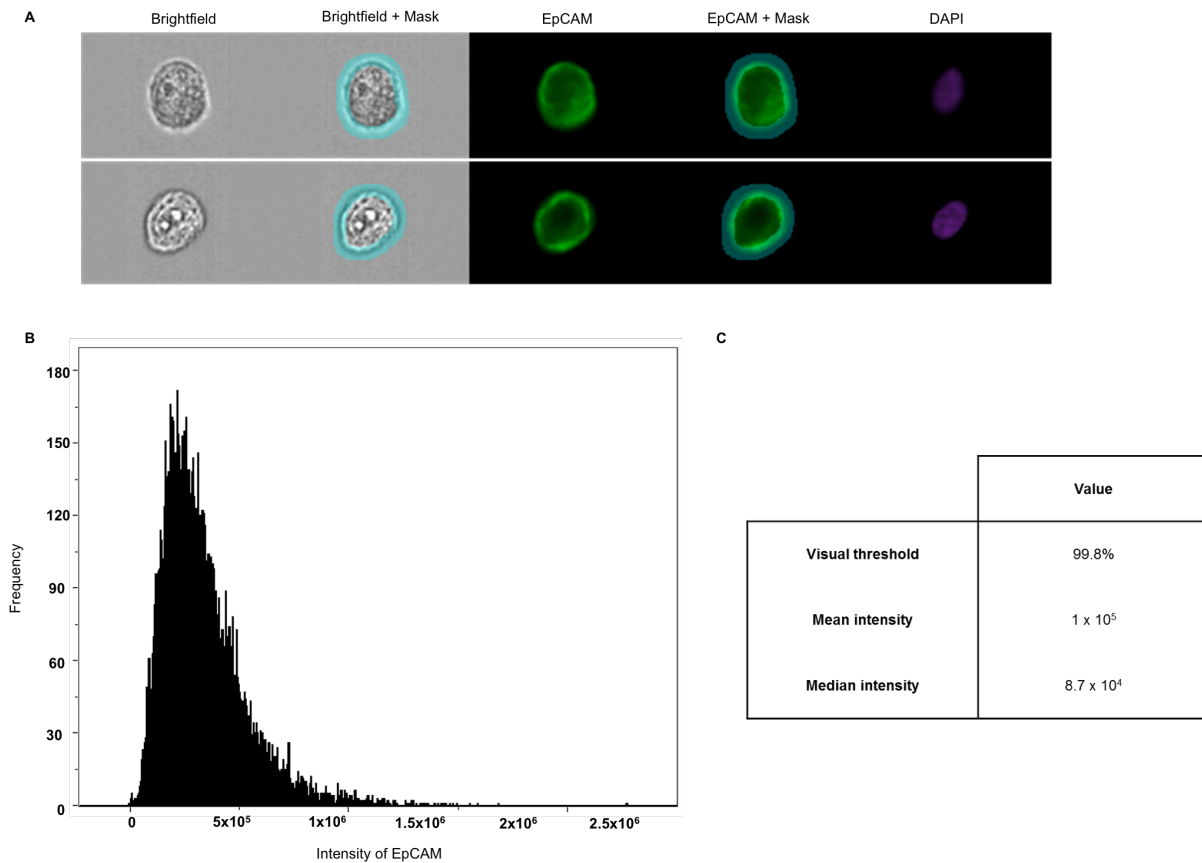 A
Brightfield
Brightfield + Mask
EpCAM
EpCAM + Mask
DAPI
B
180
150
120
90
60
30
0
Frequency
0
5x10⁵
1x10⁶
1.5x10⁶
2x10⁶
2.5x10⁶
Intensity of EpCAM
C
Value
Visual threshold 99.8%
Mean intensity 1 x 10⁵
Median intensity 8.7 x 10⁴